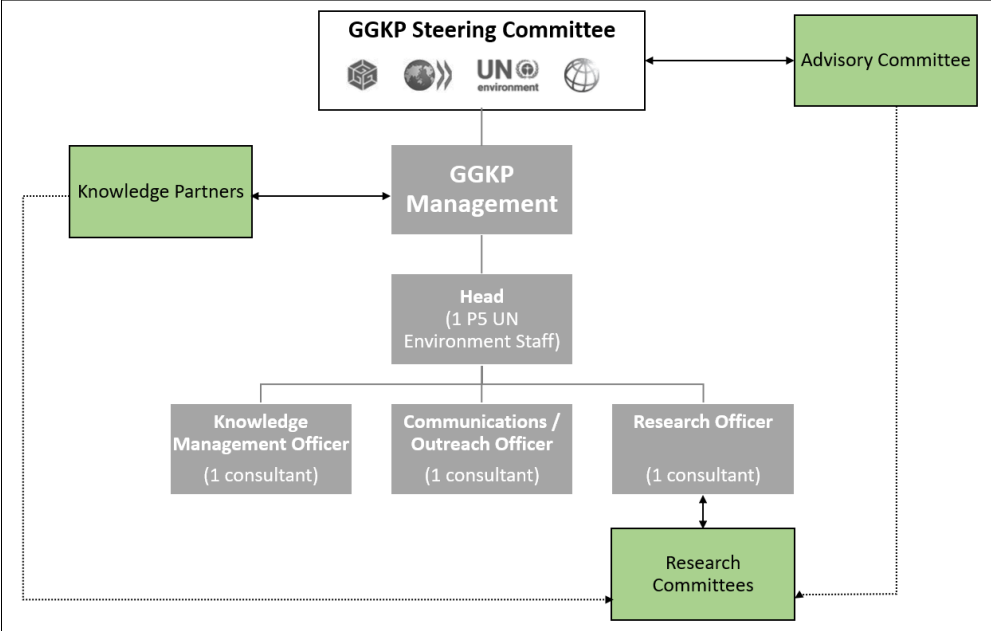 GGKP Steering Committee
GGGI
UN
environment
Advisory Committee
Knowledge Partners
GGKP
Management
Head
(1 P5 UN
Environment Staff)
Knowledge
Management Officer
(1 consultant)
Communications /
Outreach Officer
(1 consultant)
Research Officer
(1 consultant)
Research
Committees